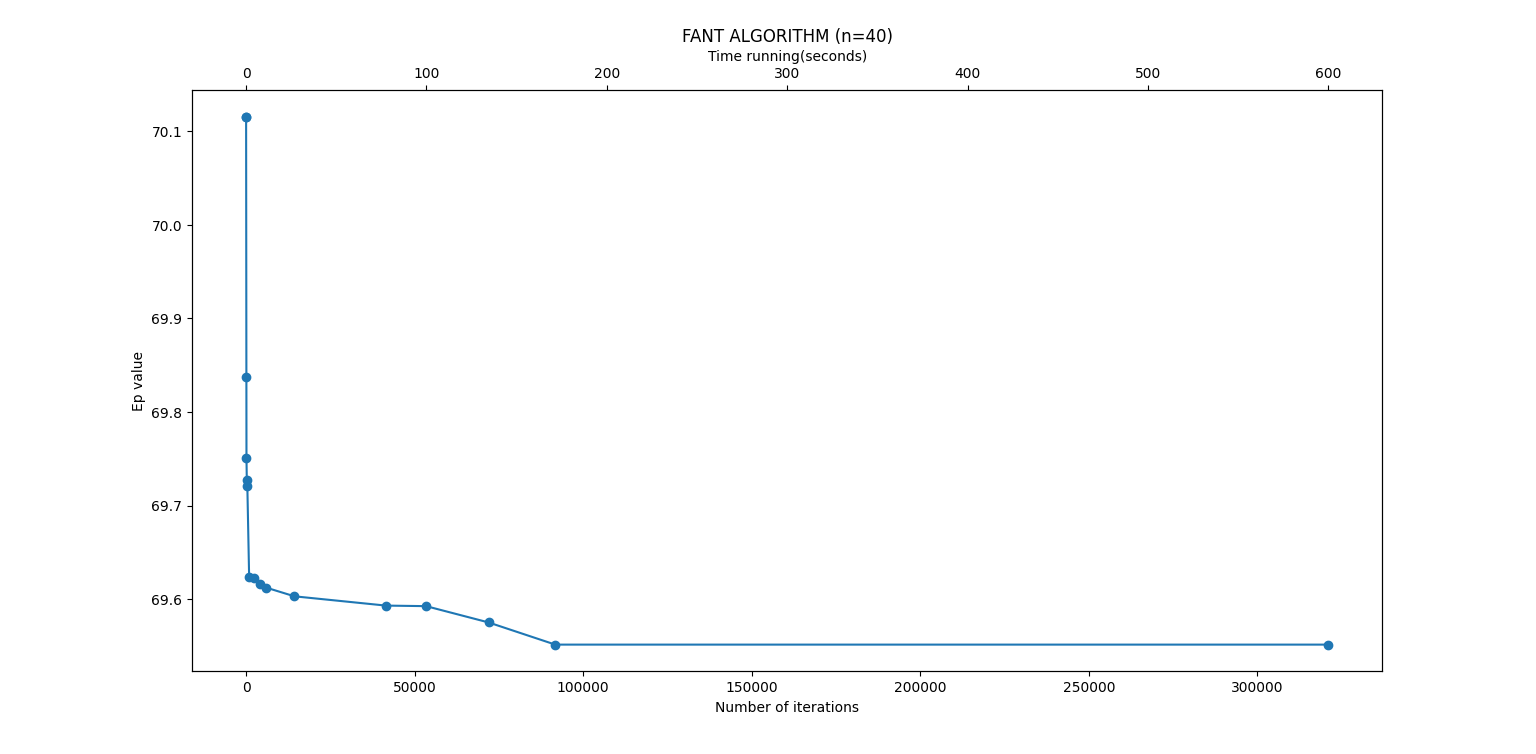 FANT ALGORITHM (n=40)
Time running(seconds)
0 100 200 300 400 500 600
70.1
70.0
69.9
69.8
69.7
69.6
Ep value
0 50000 100000 150000 200000 250000 300000
Number of iterations